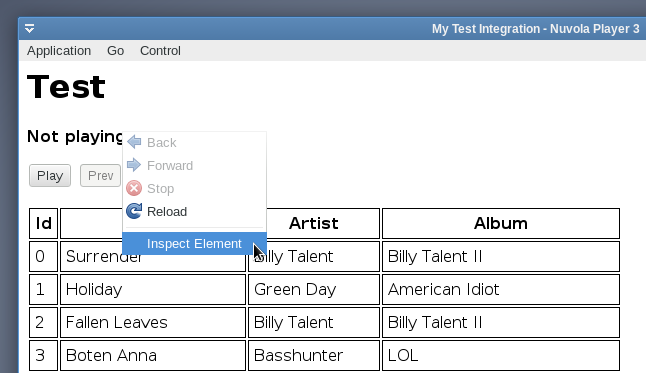 My Test Integration - Nuvola Player 3
Application Go Control
Test
Not playing
Back
Forward
Stop
Reload
Inspect Element
Play Prev
Id Artist Album
0 Surrender Billy Talent Billy Talent II
1 Holiday Green Day American Idiot
2 Fallen Leaves Billy Talent Billy Talent II
3 Boten Anna Basshunter LOL